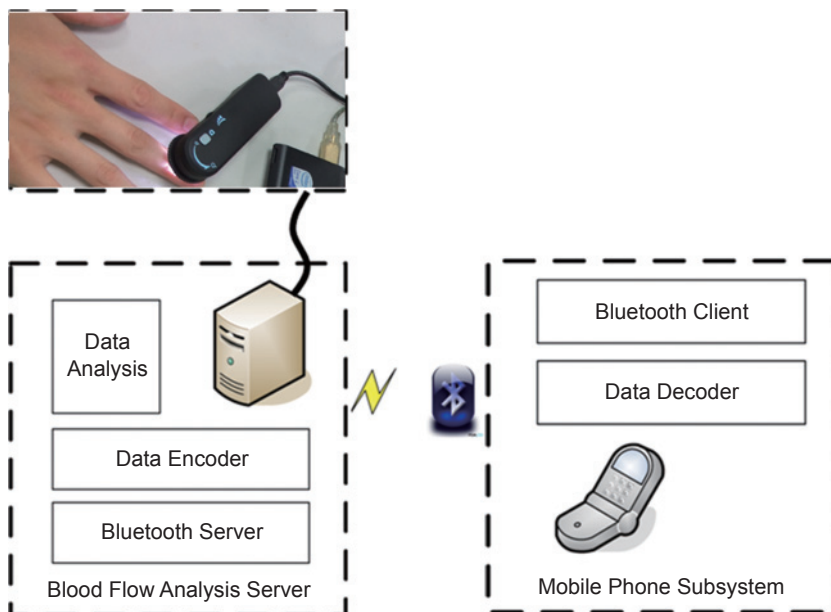 Data
Analysis
Data Encoder
Bluetooth Server
Blood Flow Analysis Server
Bluetooth Client
Data Decoder
Mobile Phone Subsystem